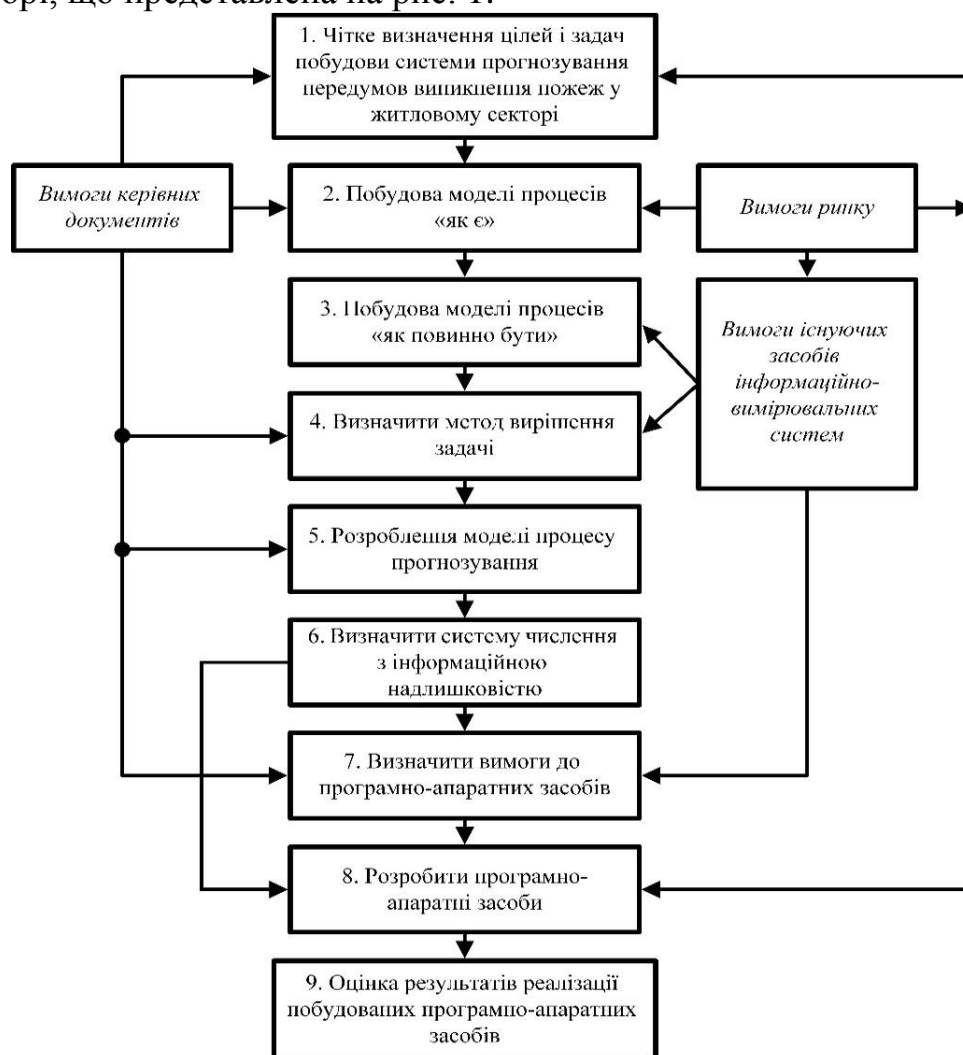 орі, що представлена на рис. 1.
1. Чітке визначення цілей і задач
побудови системи прогнозування
передумов виникнення пожеж у
житловому секторі
Вимоги керівних
документів
2. Побудова моделі процесів
«як є»
Вимоги ринку
3. Побудова моделі процесів
«як повинно бути»
Вимоги існуючих
засобів
інформаційно-
вимірювальних
систем
4. Визначити метод вирішення
задачі
5. Розроблення моделі процесу
прогнозування
6. Визначити систему числення
з інформаційною
надлишковістю
7. Визначити вимоги до
програмно-апаратних засобів
8. Розробити програмно-
апаратні засоби
9. Оцінка результатів реалізації
побудованих програмно-апаратних
засобів